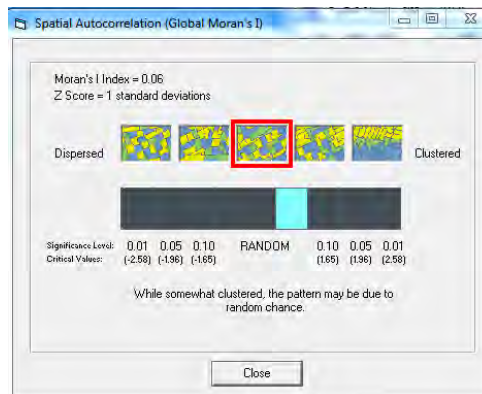 Spatial Autocorrelation (Global Moran's I)
Moran's I Index = 0.06
Z Score = 1 standard deviations
Dispersed Clustered
Significance Level: 0.01 0.05 0.10 RANDOM 0.10 0.05 0.01
Critical Values: (-2.58) (-1.96) (-1.65) (1.65) (1.96) (2.58)
While somewhat clustered, the pattern may be due to
random chance.
Close